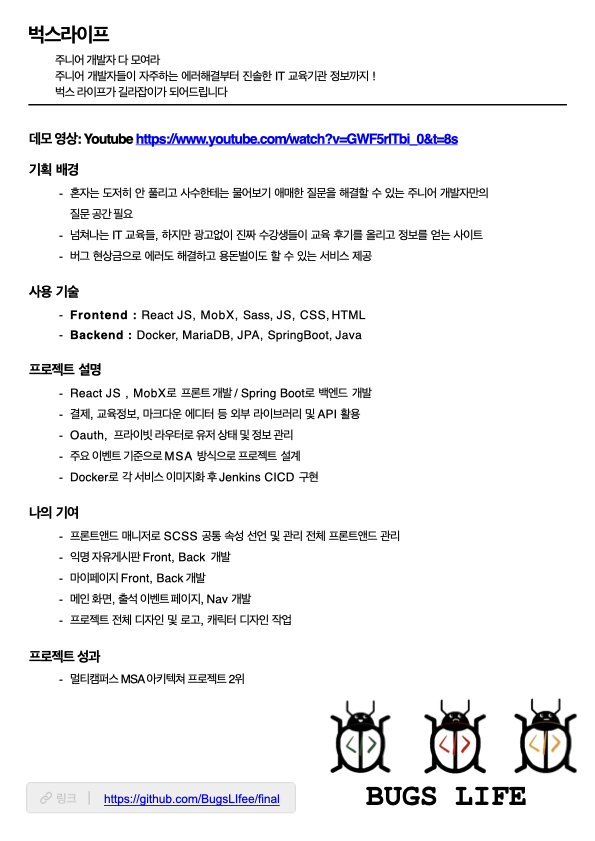 벅스라이프
주니어 개발자 다 모여라
주니어 개발자들이 자주하는 에러해결부터 진솔한 IT 교육기관 정보까지 !
벅스 라이프가 길라잡이가 되어드립니다
데모 영상: Youtube https://www.youtube.com/watch?v=GWF5rITbi_0&t=8s
기획 배경
- 혼자는 도저히 안 풀리고 사수한테는 물어보기 애매한 질문을 해결할 수 있는 주니어 개발자만의
질문 공간 필요
- 넘쳐나는 IT 교육들, 하지만 광고없이 진짜 수강생들이 교육 후기를 올리고 정보를 얻는 사이트
- 버그 현상금으로 에러도 해결하고 용돈벌이도 할 수 있는 서비스 제공
사용 기술
- Frontend : React JS, MobX, Sass, JS, CSS, HTML
- Backend : Docker, MariaDB, JPA, SpringBoot, Java
프로젝트 설명
- React JS , MobX로 프론트 개발 / Spring Boot로 백엔드 개발
- 결제, 교육정보, 마크다운 에디터 등 외부 라이브러리 및 API 활용
- Oauth, 프라이빗 라우터로 유저 상태 및 정보 관리
- 주요 이벤트 기준으로 MSA 방식으로 프로젝트 설계
- Docker로 각 서비스 이미지화 후 Jenkins CICD 구현
나의 기여
- 프론트앤드 매니저로 SCSS 공통 속성 선언 및 관리 전체 프론트앤드 관리
- 익명 자유게시판 Front, Back 개발
- 마이페이지 Front, Back 개발
- 메인 화면, 출석 이벤트 페이지, Nav 개발
- 프로젝트 전체 디자인 및 로고, 캐릭터 디자인 작업
프로젝트 성과
- 멀티캠퍼스 MSA 아키텍쳐 프로젝트 2위
< / > < / > < / >
BUGS LIFE
링크 | https://github.com/BugsLIfee/final